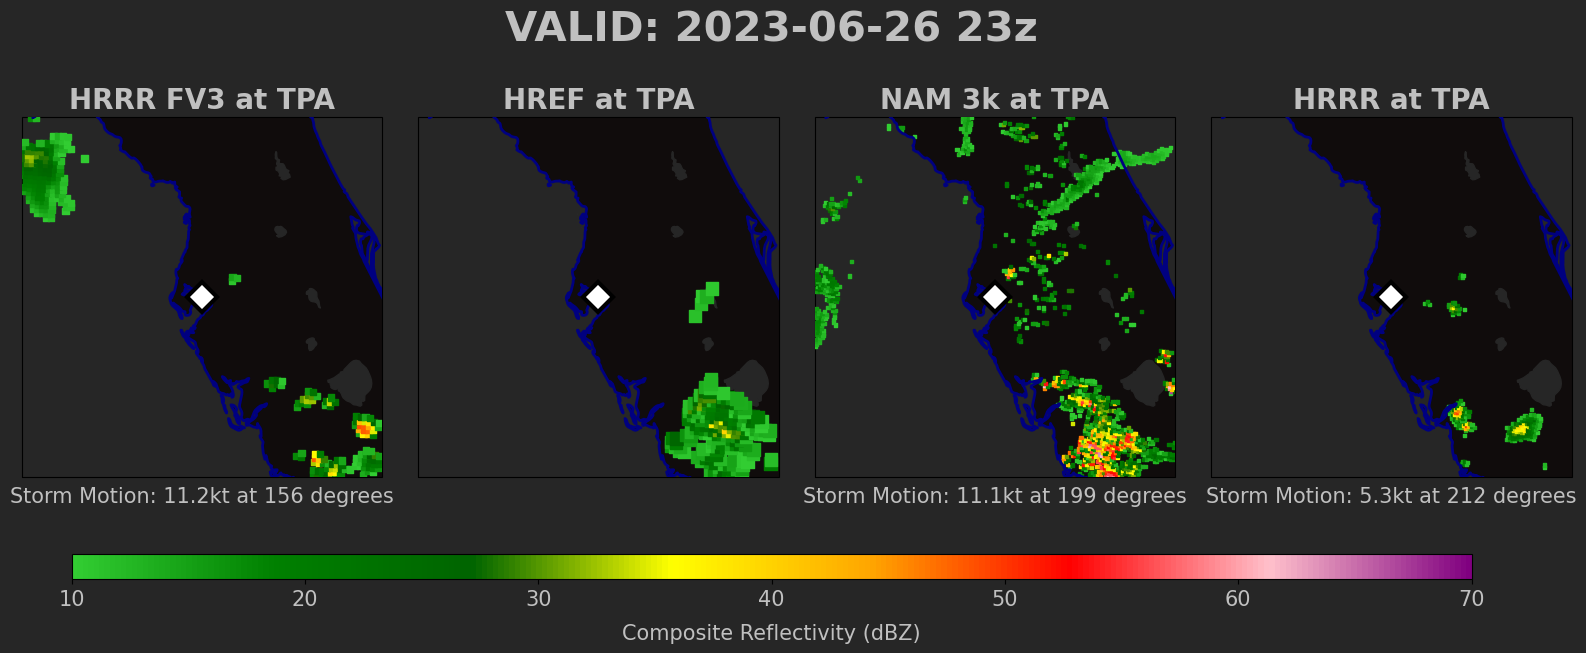 VALID: 2023-06-26 23z
HRRR FV3 at TPA
HREF at TPA
NAM 3k at TPA
HRRR at TPA
Storm Motion: 11.2kt at 156 degrees
Storm Motion: 11.1kt at 199 degrees
Storm Motion: 5.3kt at 212 degrees
10 20 30 40 50 60 70
Composite Reflectivity (dBZ)